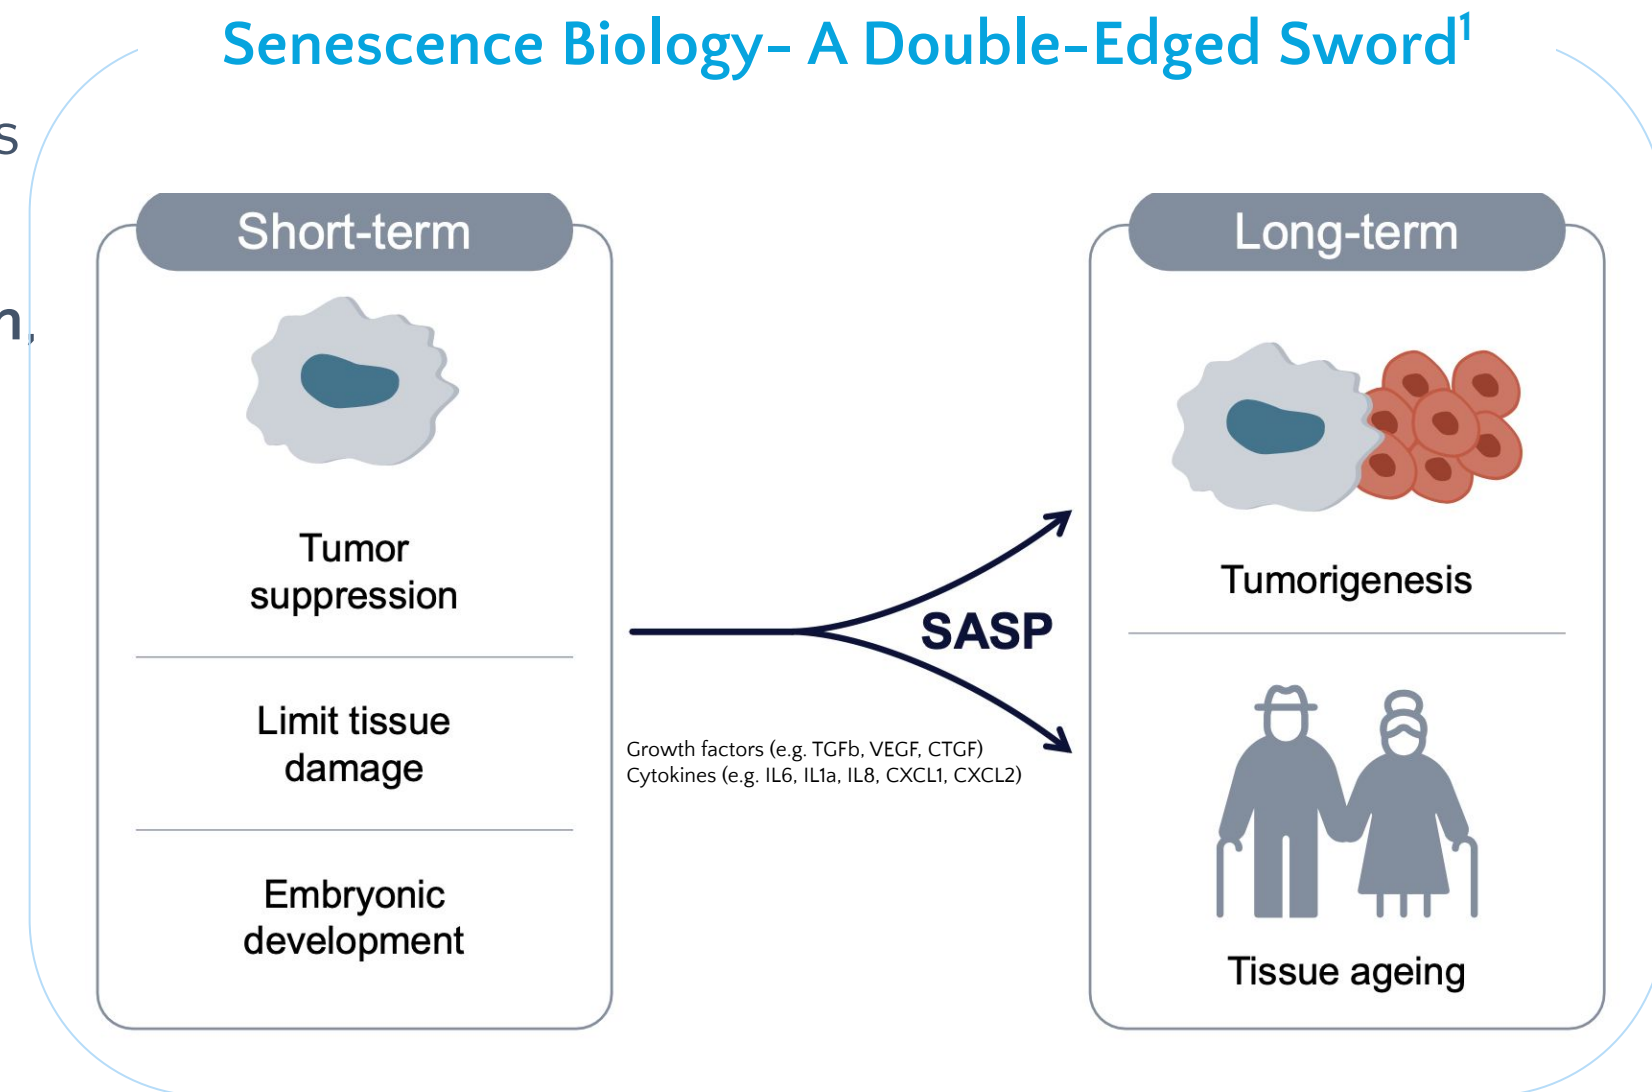 Senescence Biology- A Double-Edged Sword¹
s
n,
Short-term
Tumor
suppression
Limit tissue
damage
Embryonic
development
SASP
Growth factors (e.g. TGFb, VEGF, CTGF)
Cytokines (e.g. IL6, IL1a, IL8, CXCL1, CXCL2)
Long-term
Tumorigenesis
Tissue ageing